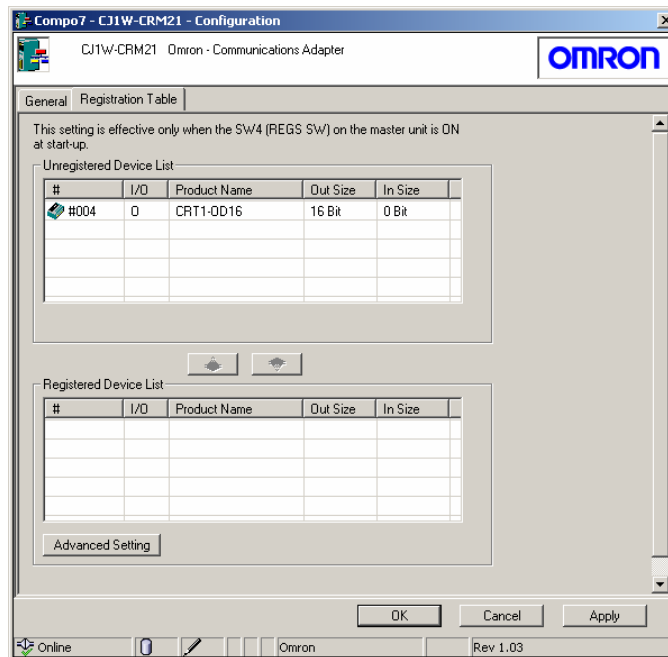 Compo7 - CJ1W-CRM21 - Configuration
CJ1W-CRM21 Omron - Communications Adapter
OMRON
General Registration Table
This setting is effective only when the SW4 (REGS SW) on the master unit is ON
at start-up.
Unregistered Device List
# I/O Product Name Out Size In Size
#004 O CRT1-OD16 16 Bit 0 Bit
Registered Device List
# I/O Product Name Out Size In Size
Advanced Setting
OK Cancel Apply
Online Omron Rev 1.03